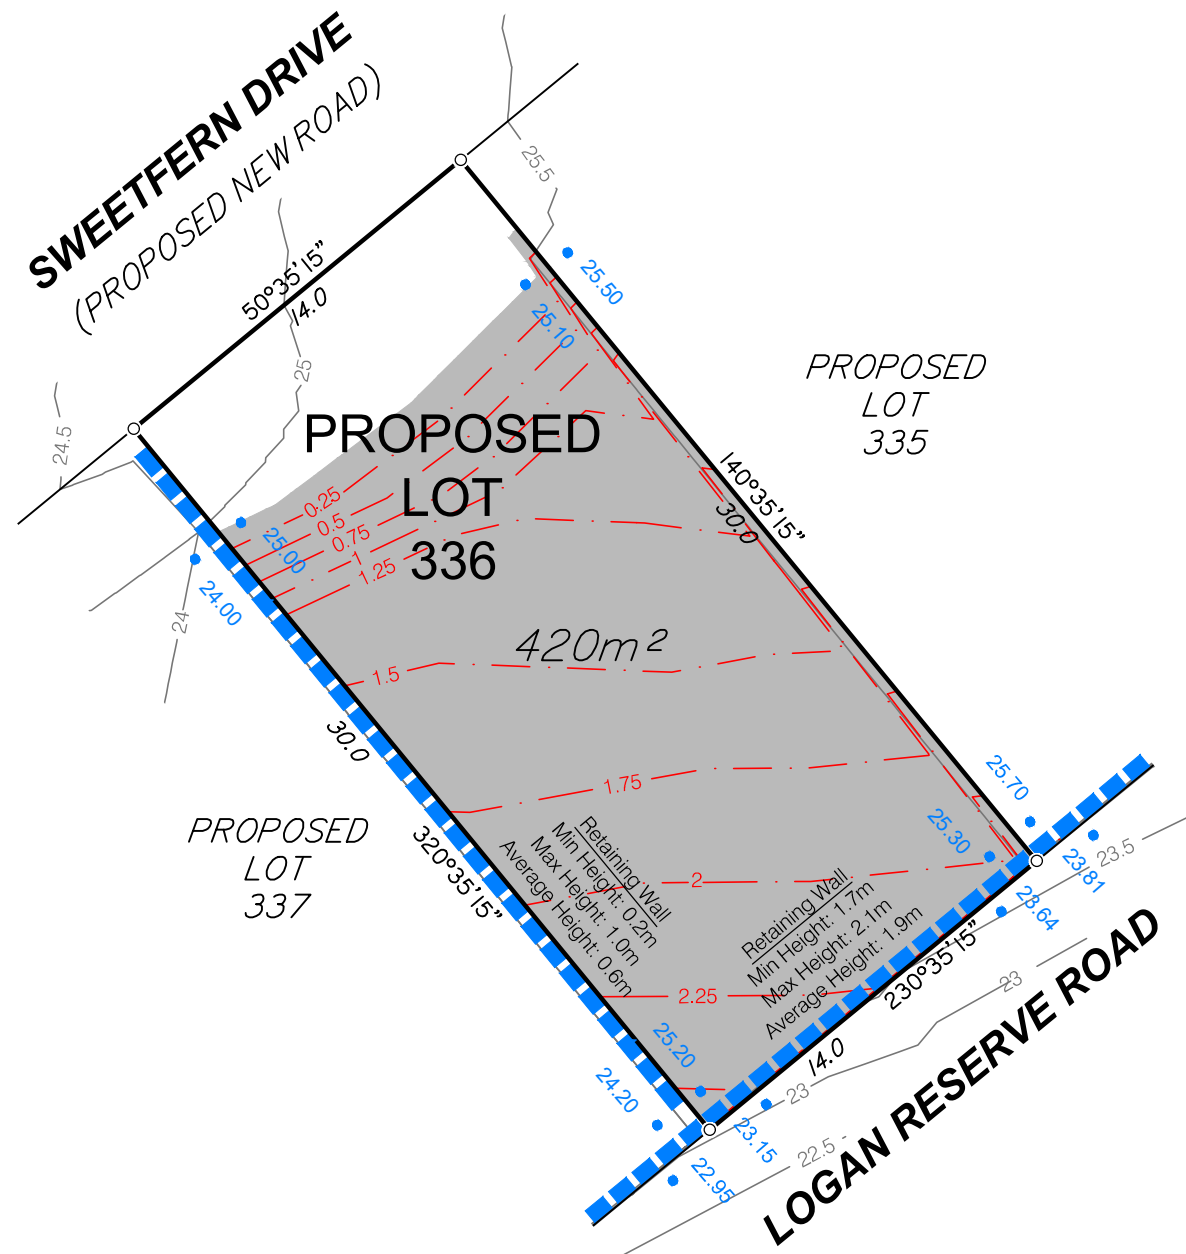 SWEETFERN DRIVE
(PROPOSED NEW ROAD)
50°35'15"
14.0
25.5
25.50
25.10
25
24.5
PROPOSED
LOT
335
PROPOSED
LOT
336
420m²
140°35'15"
30.0
0.25
0.5
0.75
1
1.25
25.00
24.00
24
1.5
30.0
1.75
320°35'15"
PROPOSED
LOT
337
Retaining Wall
Min Height: 0.2m
Max Height: 1.0m
Average Height: 0.6m
2
Retaining Wall
Min Height: 1.7m
Max Height: 2.1m
Average Height: 1.9m
25.70
25.30
23.81
23.5
23.64
230°35'15"
14.0
2.25
25.20
24.20
23.15
22.95
23
23
22.5
LOGAN RESERVE ROAD